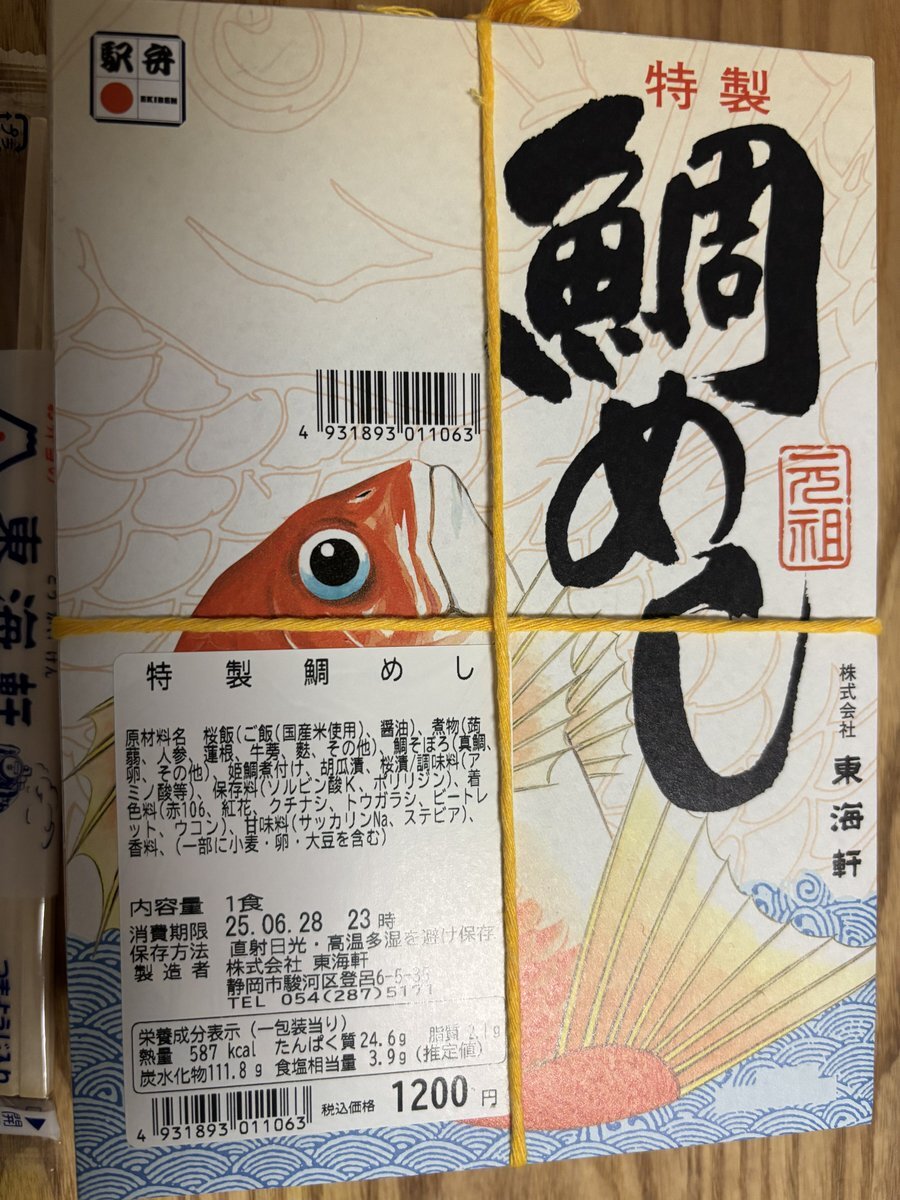 駅弁
EKIBEN
特製
鯛めし
元祖
株式会社 東海軒
4 931893 011063
特製鯛めし
原材料名 桜飯(ご飯(国産米使用)、醤油)、煮物(蒟
蒻、人参、蓮根、牛蒡、麩、その他)、鯛そぼろ(真鯛、
卵、その他)、姫鯛煮付け、胡瓜漬、桜漬/調味料(ア
ミノ酸等)、保存料(ソルビン酸K、ポリリジン)、着
色料(赤106、紅花、クチナシ、トウガラシ、ビートレ
ット、ウコン)、甘味料(サッカリンNa、ステビア)、
香料、(一部に小麦・卵・大豆を含む)
内容量 1食
消費期限 25.06.28 23時
保存方法 直射日光・高温多湿を避け保存
製造者 株式会社 東海軒
静岡市駿河区登呂6-5-35
TEL 054(287)5171
栄養成分表示(一包装当り)
熱量 587 kcal たんぱく質24.6g 脂質 2.1g
炭水化物111.8g 食塩相当量 3.9g(推定値)
税込価格 1200円
4 931893 011063
東海軒
とうかいけん